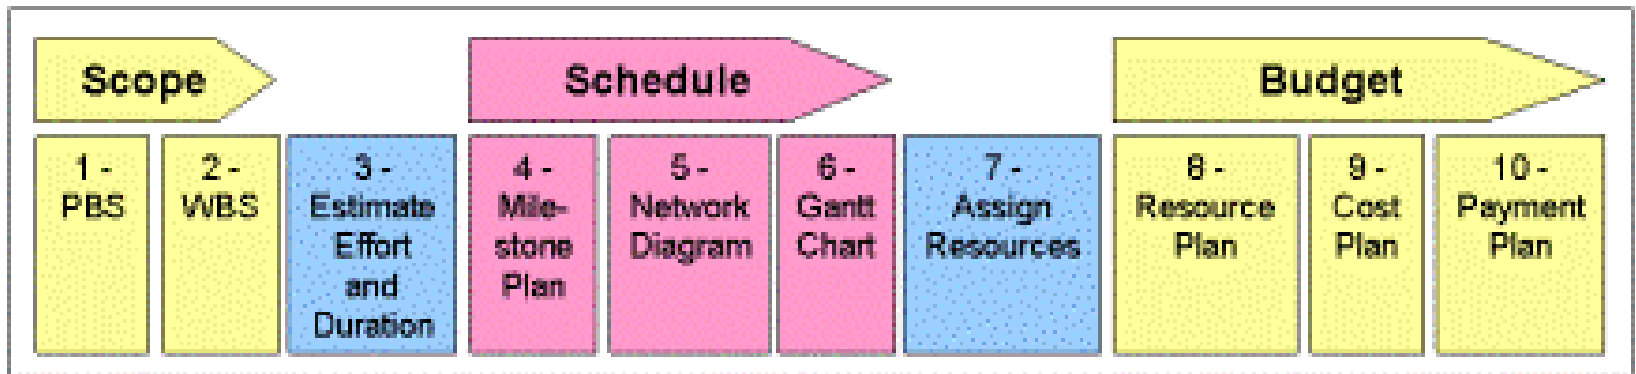 Scope
Schedule
Budget
1 -
PBS
2 -
WBS
3 -
Estimate
Effort
and
Duration
4 -
Mile-
stone
Plan
5 -
Network
Diagram
6 -
Gantt
Chart
7 -
Assign
Resources
8 -
Resource
Plan
9 -
Cost
Plan
10 -
Payment
Plan